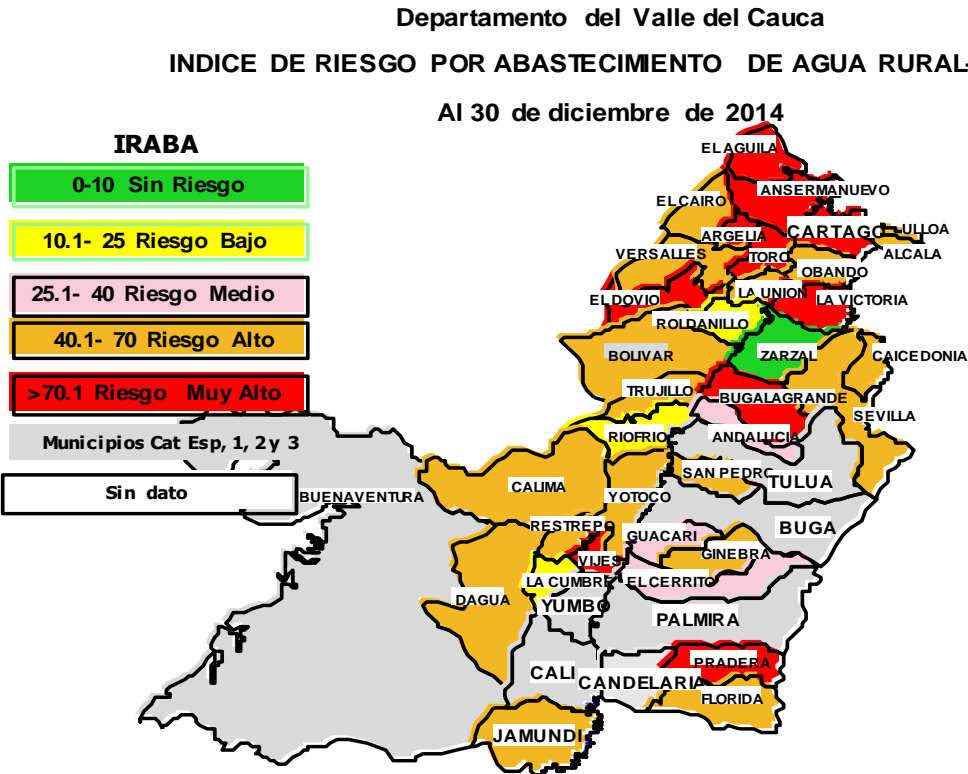 Departamento del Valle del Cauca
INDICE DE RIESGO POR ABASTECIMIENTO DE AGUA RURAL-
Al 30 de diciembre de 2014
IRABA
0-10 Sin Riesgo
10.1- 25 Riesgo Bajo
25.1- 40 Riesgo Medio
40.1- 70 Riesgo Alto
>70.1 Riesgo Muy Alto
Municipios Cat Esp, 1, 2 y 3
Sin dato
EL AGUILA
ANSERMANUEVO
EL CAIRO
ARGELIA
CARTAGO
ULLOA
VERSALLES
TORO
ALCALA
OBANDO
EL DOVIO
LA UNION
LA VICTORIA
ROLDANILLO
BOLIVAR
ZARZAL
CAICEDONIA
TRUJILLO
BUGALAGRANDE
SEVILLA
RIOFRIO
ANDALUCIA
SAN PEDRO
TULUA
BUENAVENTURA
CALIMA
YOTOCO
RESTREPO
GUACARI
BUGA
GINEBRA
VIJES
LA CUMBRE
EL CERRITO
DAGUA
YUMBO
PALMIRA
CALI
CANDELARIA
PRADERA
FLORIDA
JAMUNDI